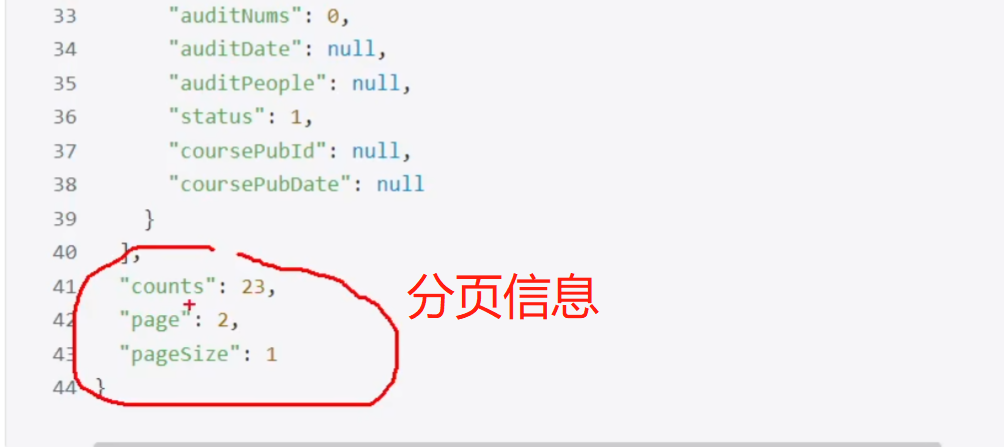 33 "auditNums": 0,
34 "auditDate": null,
35 "auditPeople": null,
36 "status": 1,
37 "coursePubId": null,
38 "coursePubDate": null
39 }
40 ],
41 "counts": 23,
分页信息
42 "page": 2,
43 "pageSize": 1
44 }